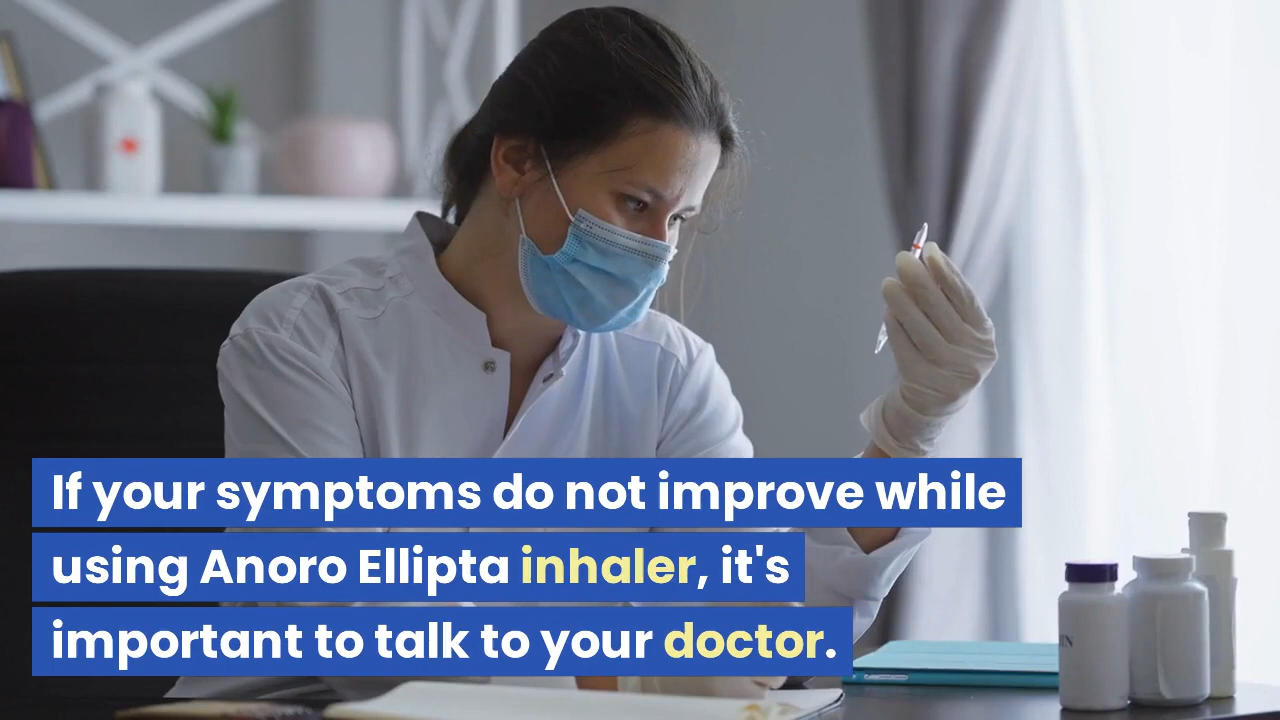 If your symptoms do not improve while
using Anoro Ellipta inhaler, it's
important to talk to your doctor.